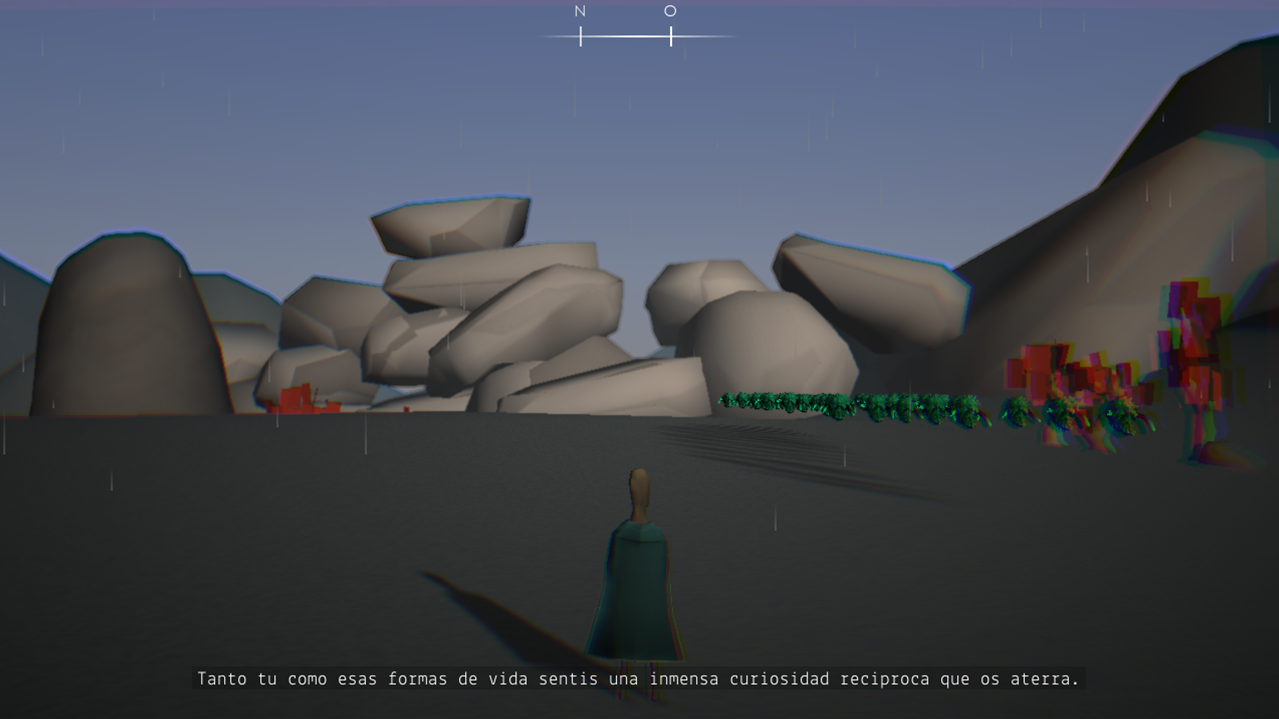 N O
Tanto tu como esas formas de vida sentis una inmensa curiosidad reciproca que os aterra.